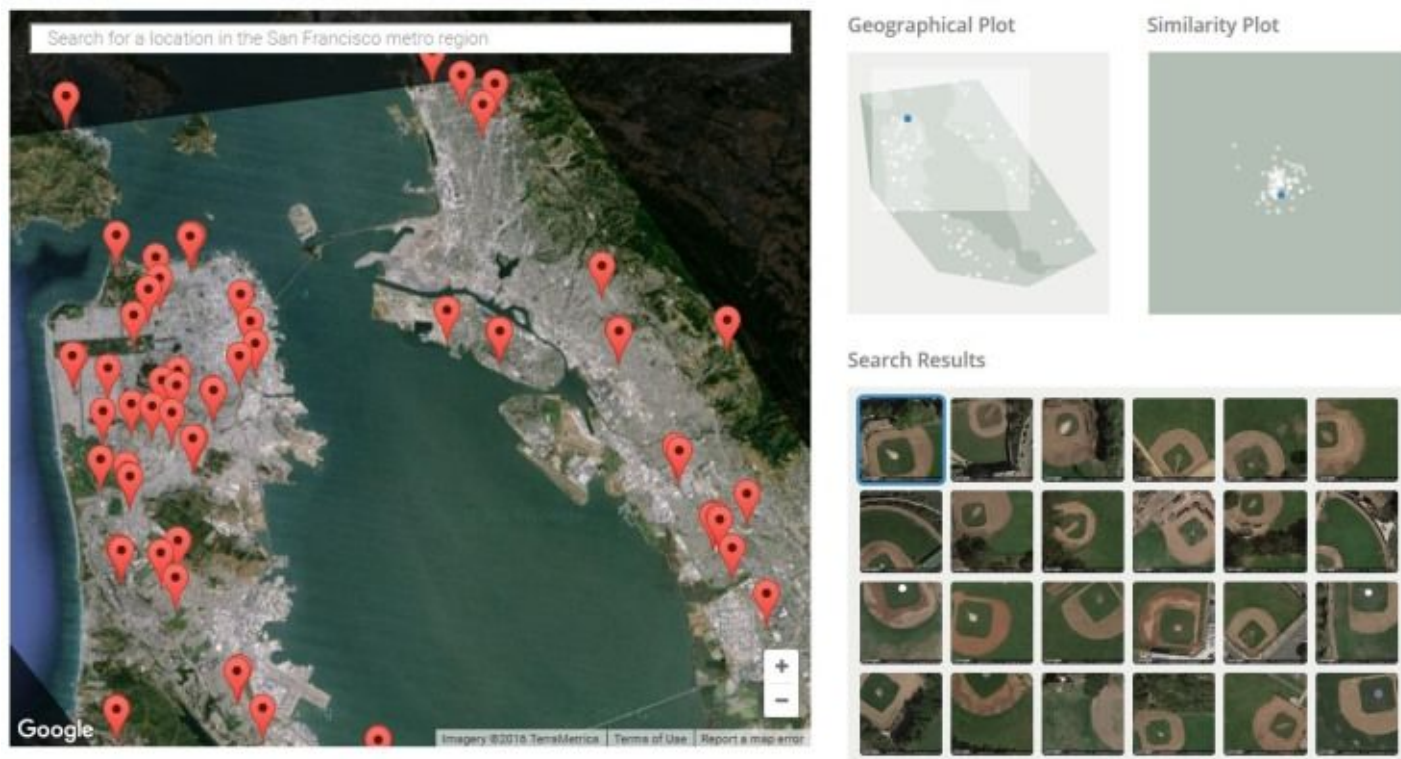 Search for a location in the San Francisco metro region
Geographical Plot
Similarity Plot
Search Results
+
−
Google
Imagery ©2016 TerraMetrica
Terms of Use
Report a map error